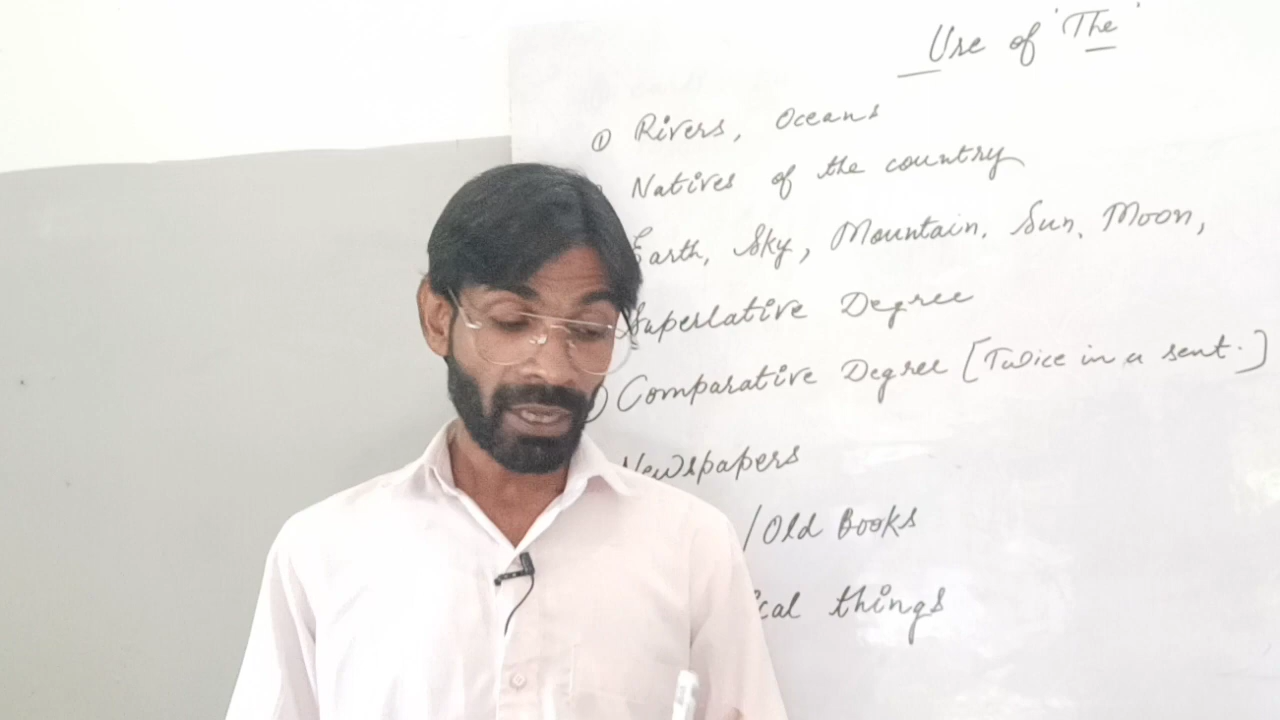 Use of 'The'
① Rivers, Oceans
Natives of the country
Earth, Sky, Mountain, Sun, Moon,
Superlative Degree
Comparative Degree [Twice in a sent.]
Newspapers
/Old Books
ical things